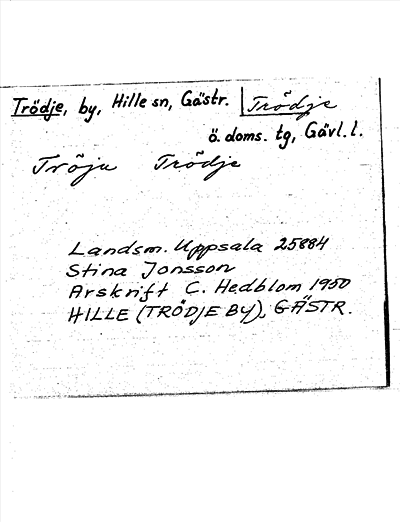 Trödje, by, Hille sn, Gästr. Trödje
ö. doms. tg, Gävl. l.
Tröju Trödje
Landsm. Uppsala 25884
Stina Jonsson
Arskrift C. Hedblom 1950
HILLE (TRÖDJE BY), GÄSTR.